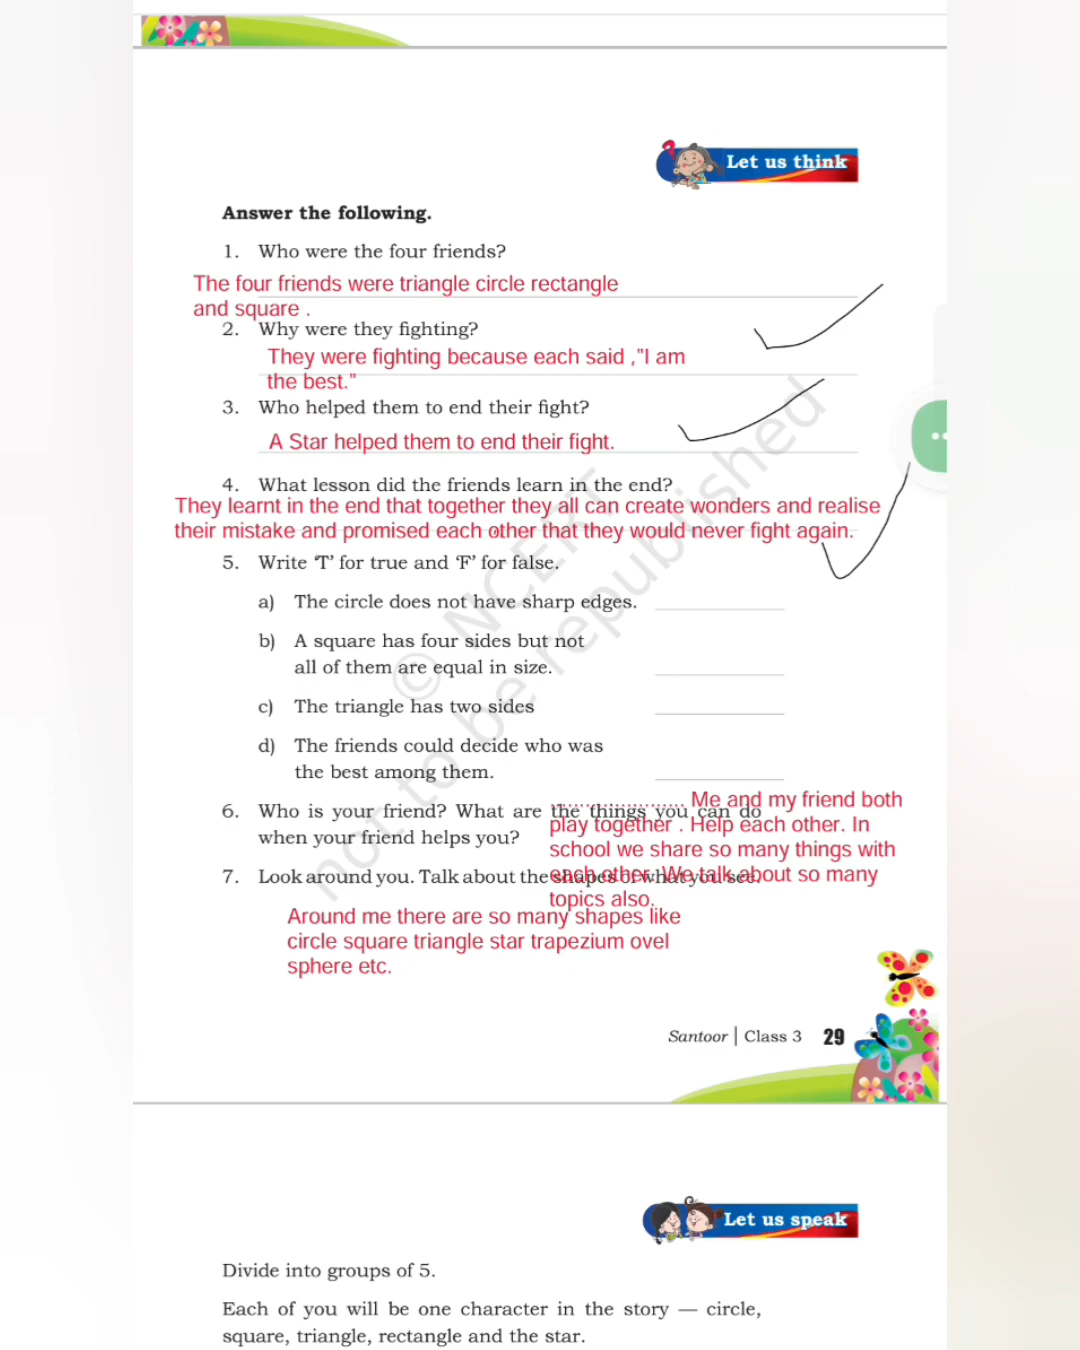 Let us think
Answer the following.
1. Who were the four friends?
The four friends were triangle circle rectangle
and square .
2. Why were they fighting?
They were fighting because each said ,"I am
the best."
3. Who helped them to end their fight?
A Star helped them to end their fight.
4. What lesson did the friends learn in the end?
They learnt in the end that together they all can create wonders and realise
their mistake and promised each other that they would never fight again.
5. Write 'T' for true and 'F' for false.
a) The circle does not have sharp edges.
b) A square has four sides but not
all of them are equal in size.
c) The triangle has two sides
d) The friends could decide who was
the best among them.
6. Who is your friend? What are the things you can do
when your friend helps you?
...................... Me and my friend both
play together . Help each other. In
school we share so many things with
each other. We talk about so many
topics also.
7. Look around you. Talk about the shapes of what you see.
Around me there are so many shapes like
circle square triangle star trapezium ovel
sphere etc.
© NCERT
not to be republished
Santoor | Class 3 29
Let us speak
Divide into groups of 5.
Each of you will be one character in the story — circle,
square, triangle, rectangle and the star.